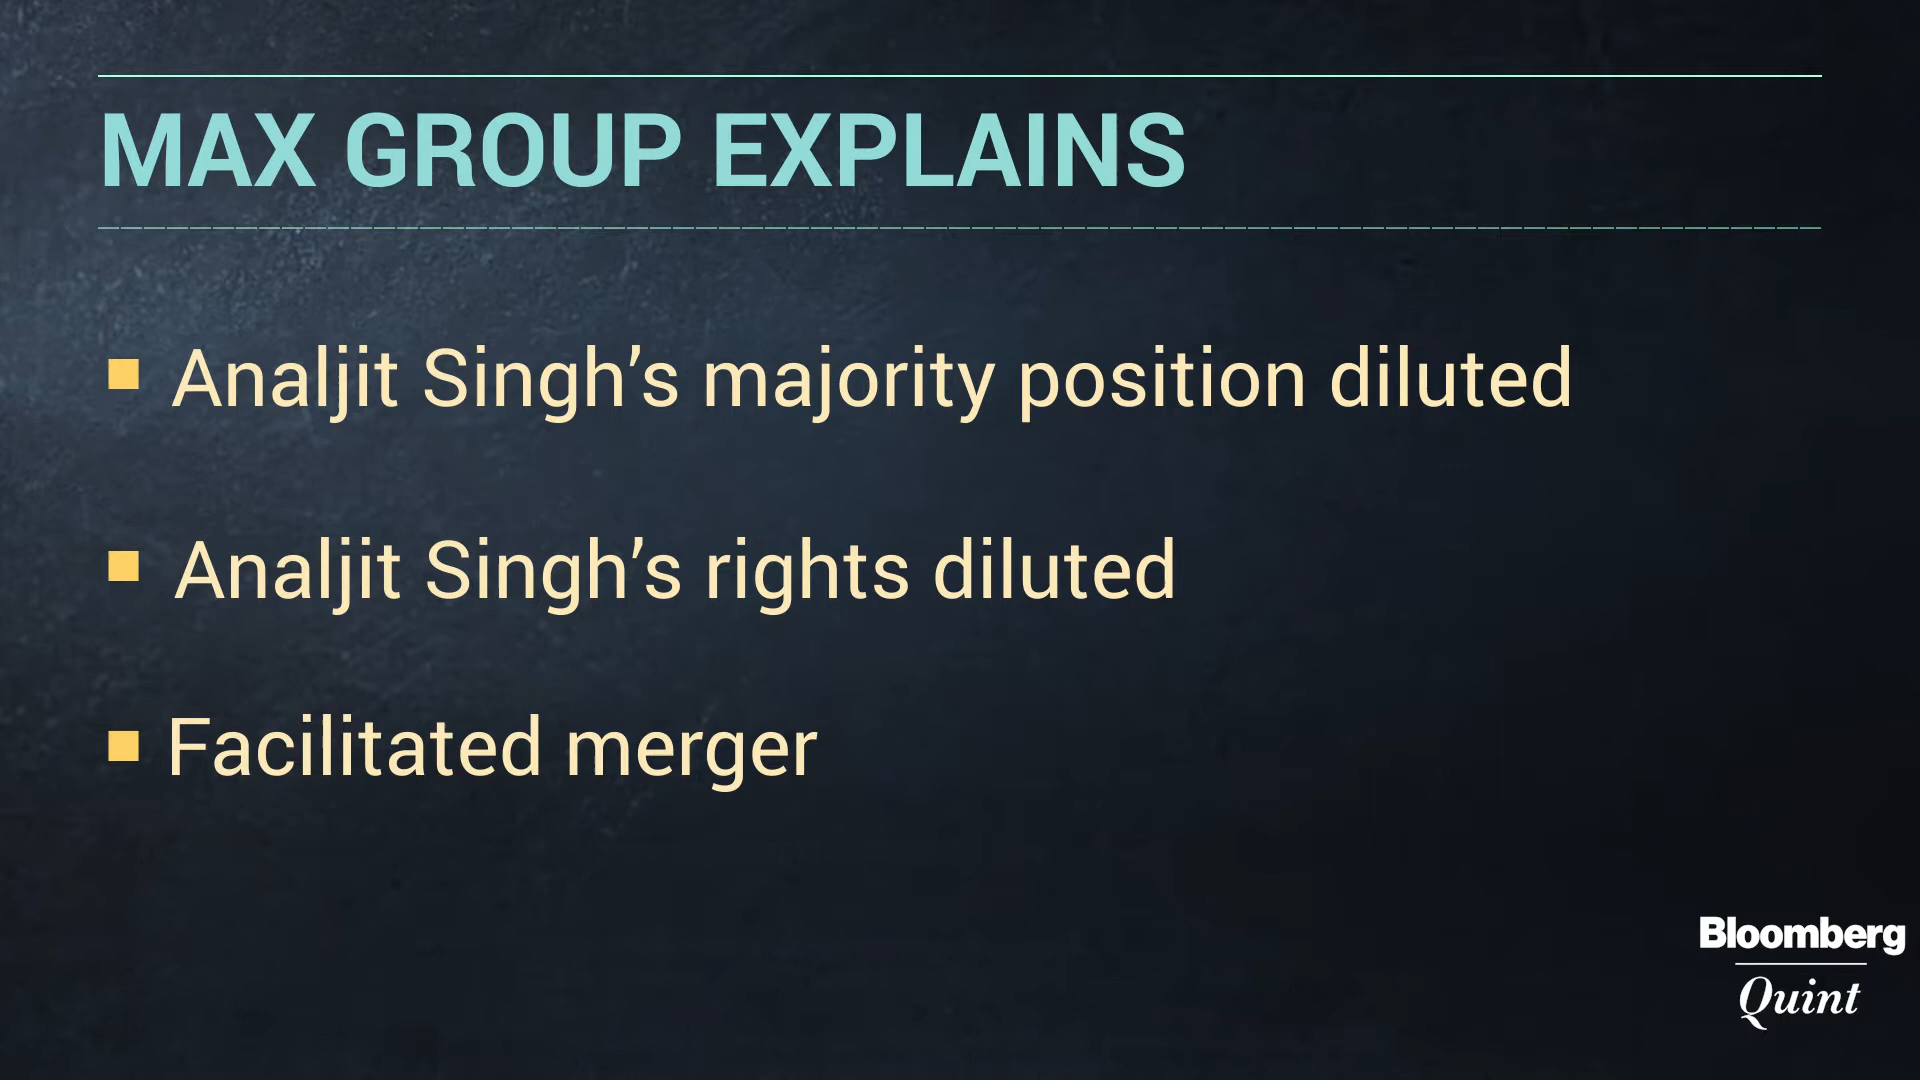 MAX GROUP EXPLAINS
Analjit Singh’s majority position diluted
Analjit Singh’s rights diluted
Facilitated merger
Bloomberg
Quint